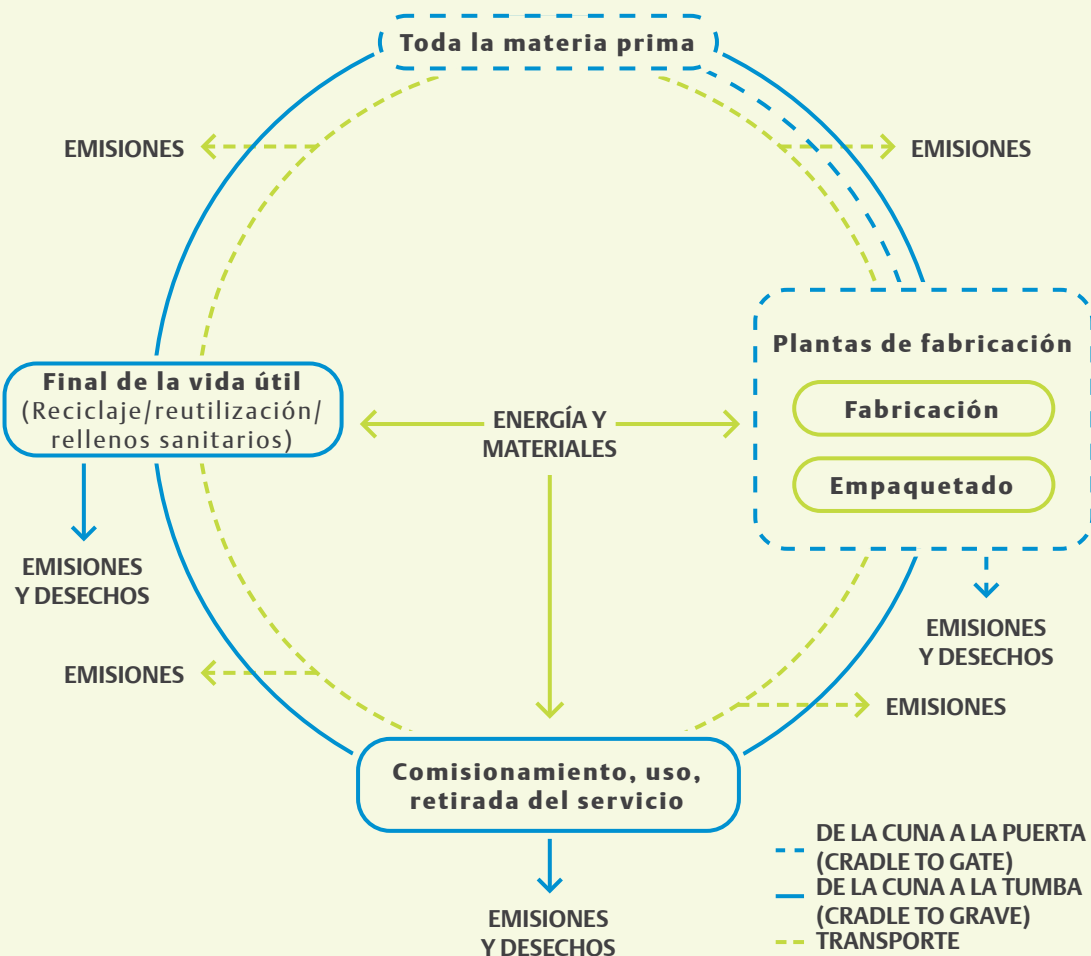 Toda la materia prima
EMISIONES
EMISIONES
Plantas de fabricación
Fabricación
Empaquetado
Final de la vida útil
(Reciclaje/reutilización/
rellenos sanitarios)
ENERGÍA Y
MATERIALES
EMISIONES
Y DESECHOS
EMISIONES
Y DESECHOS
EMISIONES
EMISIONES
Comisionamiento, uso,
retirada del servicio
EMISIONES
Y DESECHOS
DE LA CUNA A LA PUERTA
(CRADLE TO GATE)
DE LA CUNA A LA TUMBA
(CRADLE TO GRAVE)
TRANSPORTE